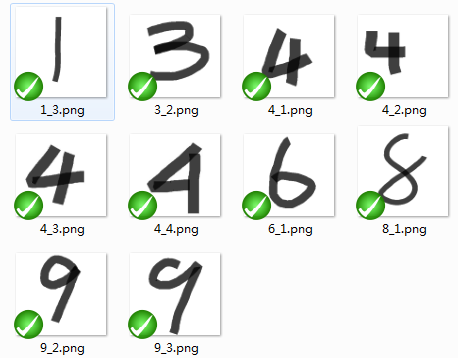 1 3 4 4
1_3.png 3_2.png 4_1.png 4_2.png
4 4 6 8
4_3.png 4_4.png 6_1.png 8_1.png
9 9
9_2.png 9_3.png